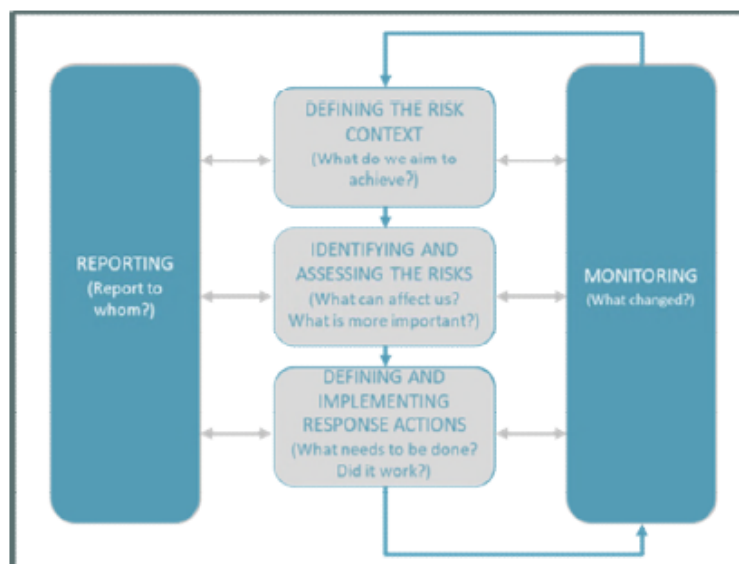 REPORTING
(Report to
whom?)
DEFINING THE RISK
CONTEXT
(What do we aim to
achieve?)
IDENTIFYING AND
ASSESSING THE RISKS
(What can affect us?
What is more important?)
DEFINING AND
IMPLEMENTING
RESPONSE ACTIONS
(What needs to be done?
Did it work?)
MONITORING
(What changed?)